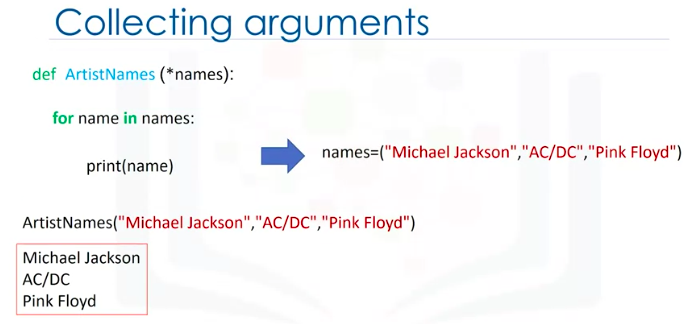 Collecting arguments
def ArtistNames (*names):
for name in names:
print(name)
names=("Michael Jackson","AC/DC","Pink Floyd")
ArtistNames("Michael Jackson","AC/DC","Pink Floyd")
Michael Jackson
AC/DC
Pink Floyd